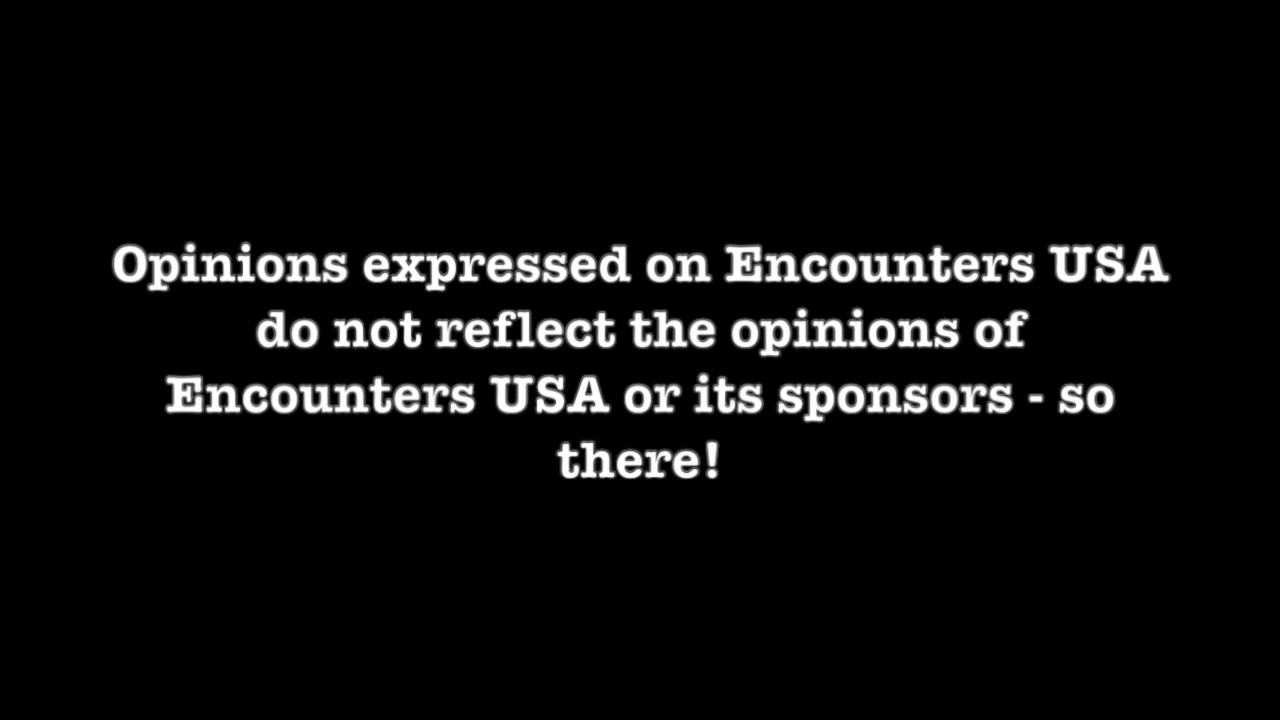 Opinions expressed on Encounters USA
do not reflect the opinions of
Encounters USA or its sponsors - so
there!